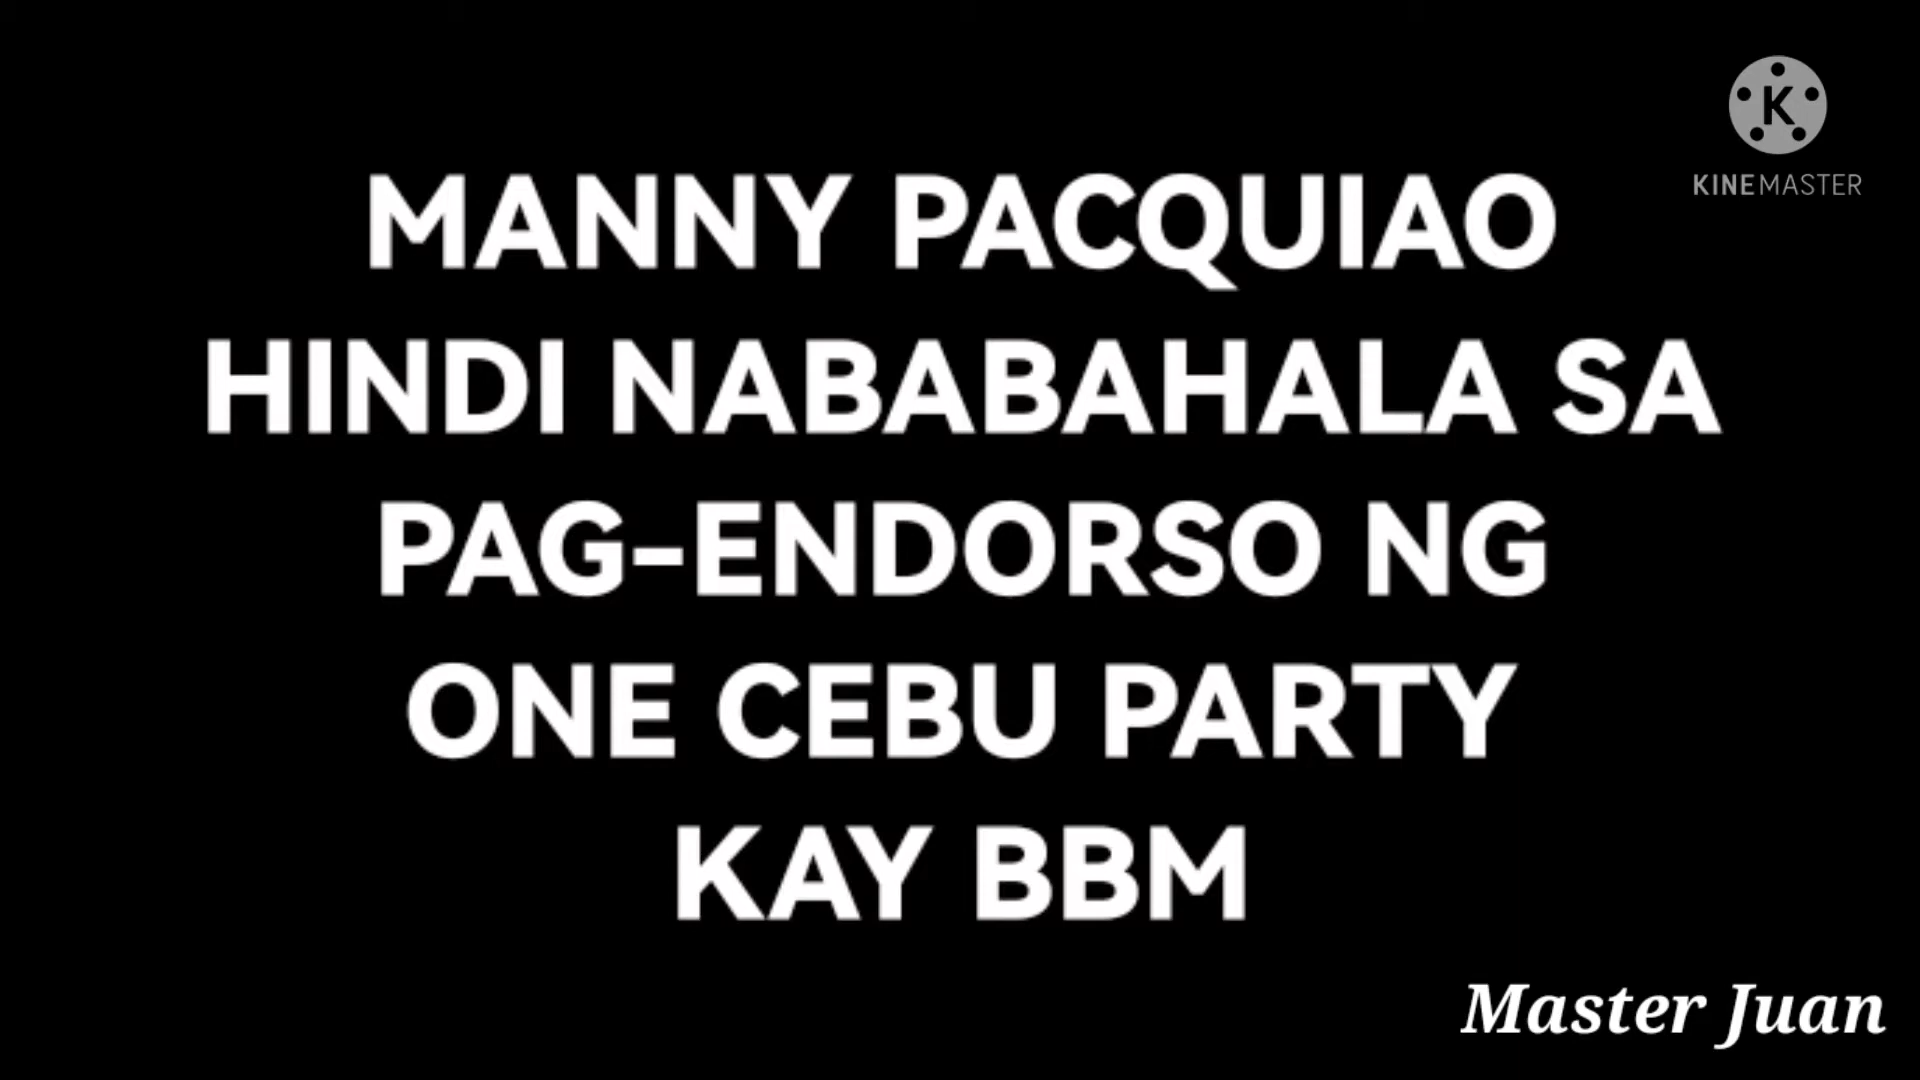 KINEMASTER
MANNY PACQUIAO
HINDI NABABAHALA SA
PAG-ENDORSO NG
ONE CEBU PARTY
KAY BBM
Master Juan